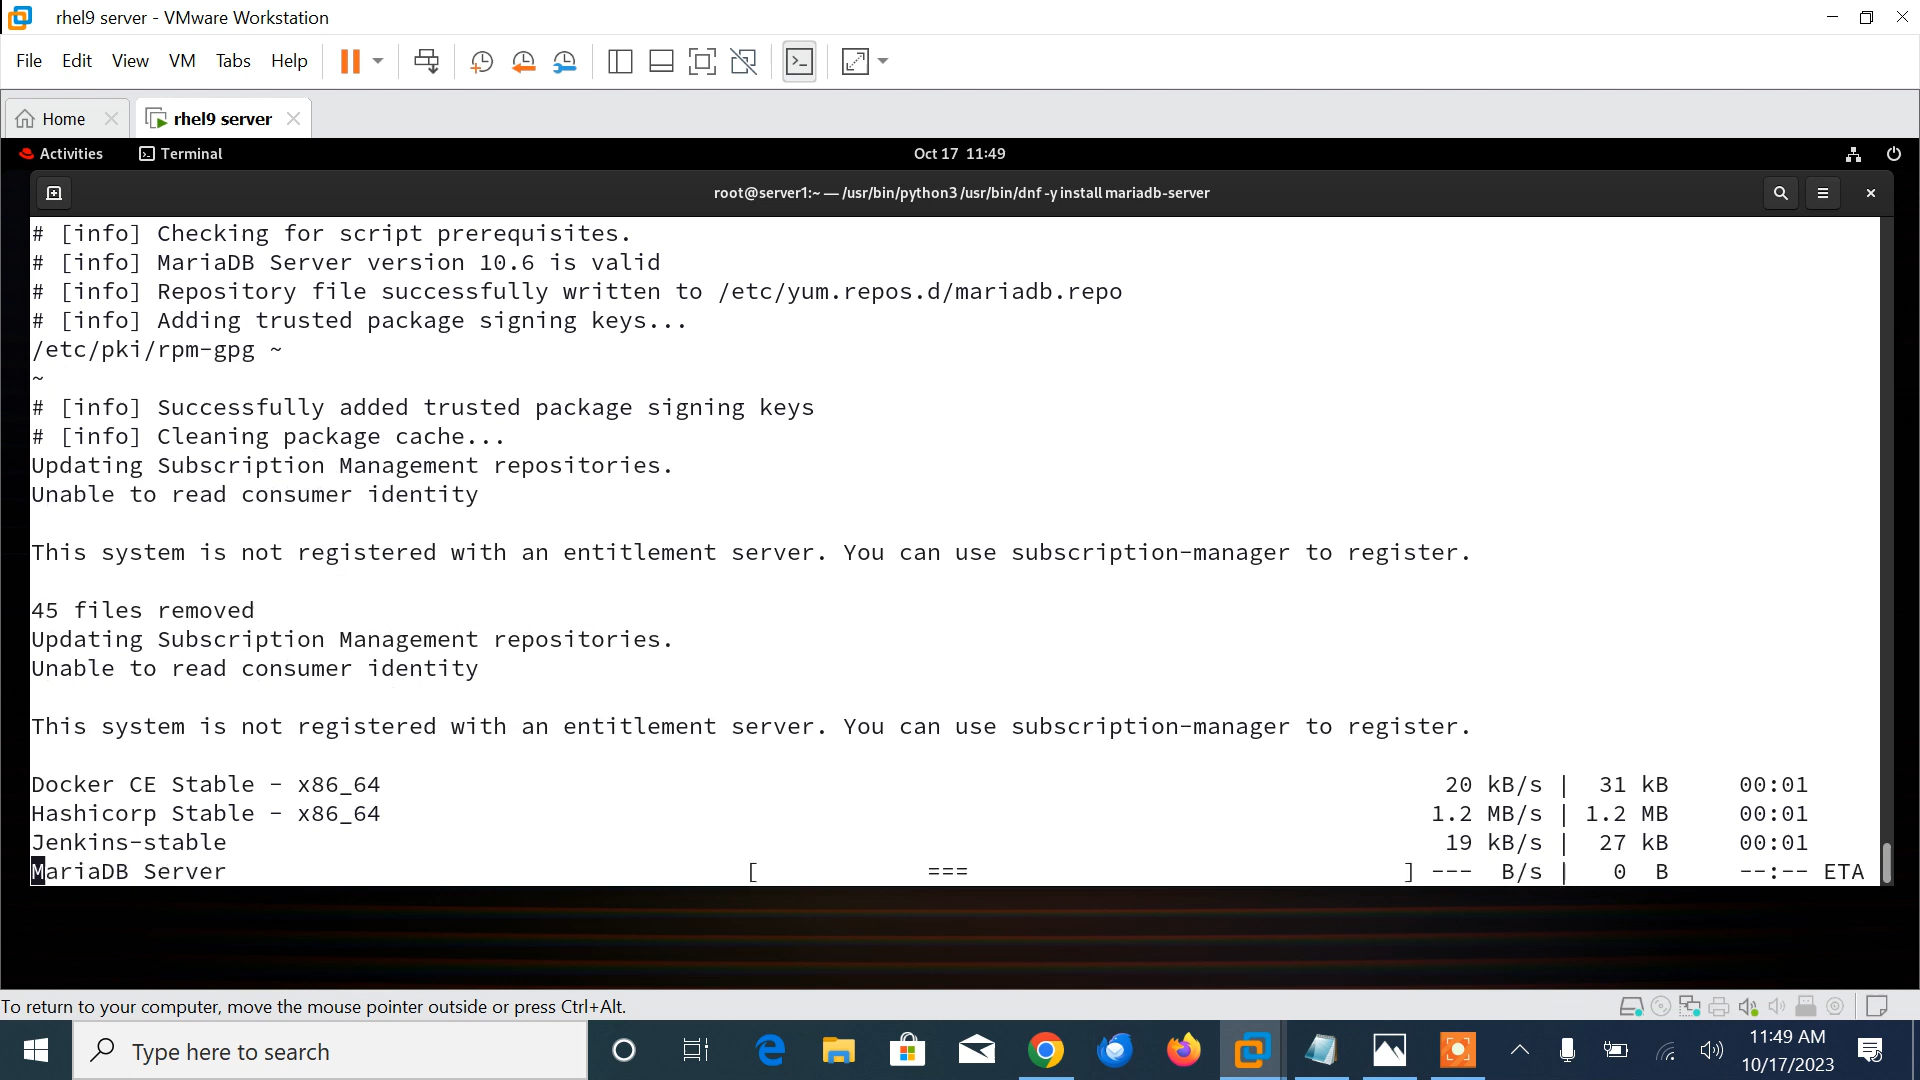 rhel9 server - VMware Workstation
File Edit View VM Tabs Help
Home
rhel9 server
Activities Terminal Oct 17 11:49
root@server1:~ — /usr/bin/python3 /usr/bin/dnf -y install mariadb-server
# [info] Checking for script prerequisites.
# [info] MariaDB Server version 10.6 is valid
# [info] Repository file successfully written to /etc/yum.repos.d/mariadb.repo
# [info] Adding trusted package signing keys...
/etc/pki/rpm-gpg ~
~
# [info] Successfully added trusted package signing keys
# [info] Cleaning package cache...
Updating Subscription Management repositories.
Unable to read consumer identity
This system is not registered with an entitlement server. You can use subscription-manager to register.
45 files removed
Updating Subscription Management repositories.
Unable to read consumer identity
This system is not registered with an entitlement server. You can use subscription-manager to register.
Docker CE Stable - x86_64 20 kB/s | 31 kB 00:01
Hashicorp Stable - x86_64 1.2 MB/s | 1.2 MB 00:01
Jenkins-stable 19 kB/s | 27 kB 00:01
MariaDB Server [ === ] --- B/s | 0 B --:-- ETA
To return to your computer, move the mouse pointer outside or press Ctrl+Alt.
Type here to search
11:49 AM
10/17/2023